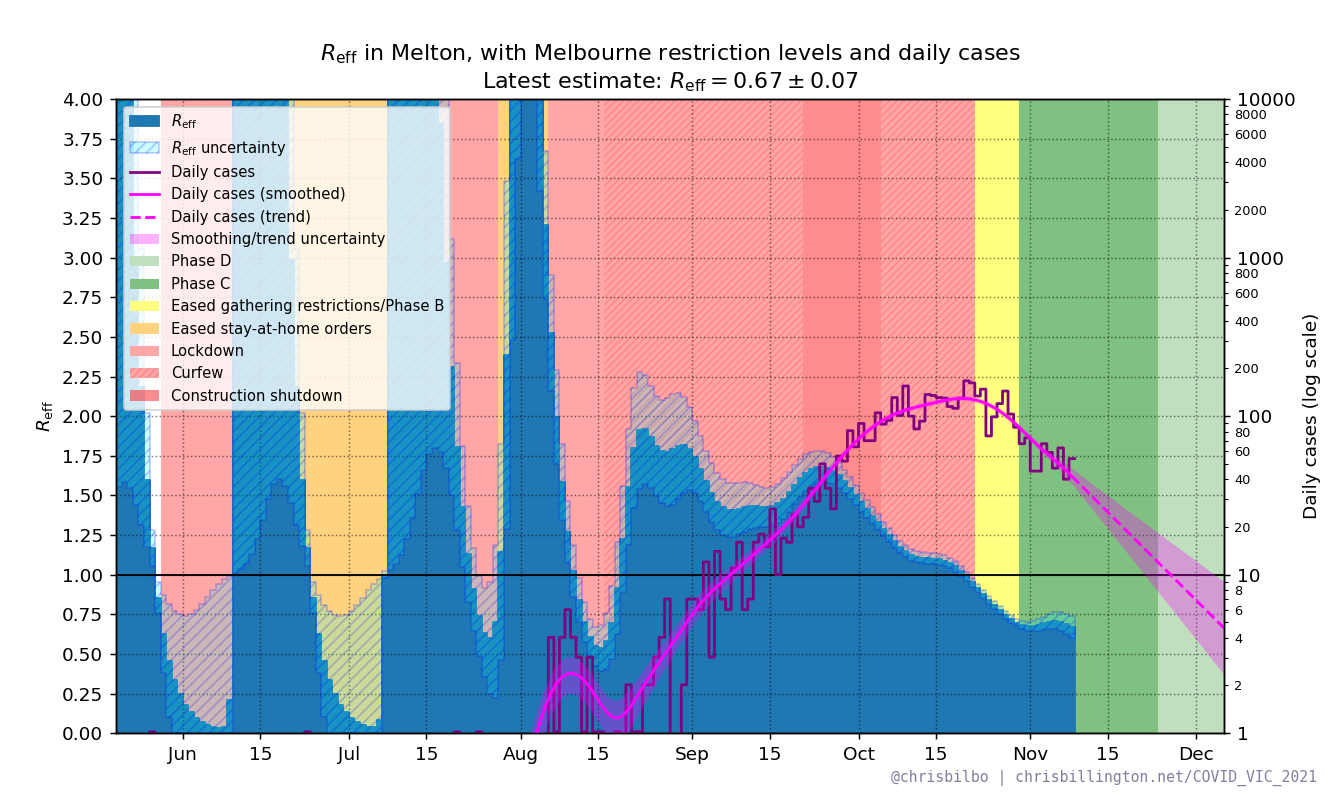 R_eff in Melton, with Melbourne restriction levels and daily cases
Latest estimate: R_eff = 0.67 ± 0.07
R_eff
R_eff uncertainty
Daily cases
Daily cases (smoothed)
Daily cases (trend)
Smoothing/trend uncertainty
Phase D
Phase C
Eased gathering restrictions/Phase B
Eased stay-at-home orders
Lockdown
Curfew
Construction shutdown
4.00
3.75
3.50
3.25
3.00
2.75
2.50
2.25
2.00
1.75
1.50
1.25
1.00
0.75
0.50
0.25
0.00
R_eff
10000
8000
6000
4000
2000
1000
800
600
400
200
100
80
60
40
20
10
8
6
4
2
1
Daily cases (log scale)
Jun 15 Jul 15 Aug 15 Sep 15 Oct 15 Nov 15 Dec
@chrisbilbo | chrisbillington.net/COVID_VIC_2021